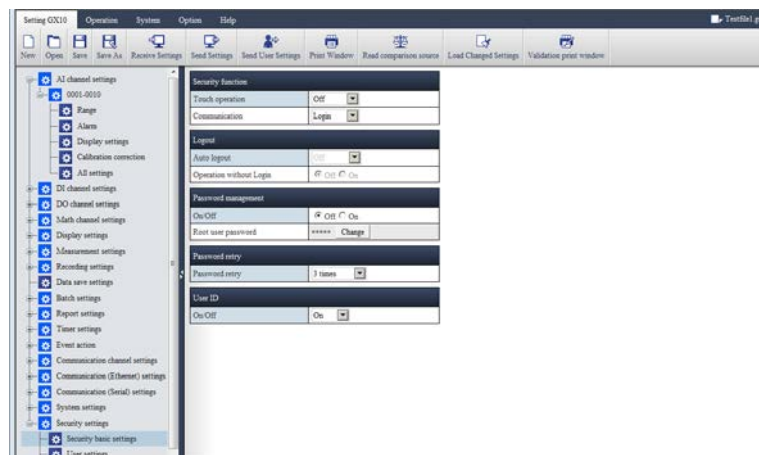 Setting GX10 Operation System Option Help
Testfile1.g
New Open Save Save As Receive Settings Send Settings Send User Settings Print Window Read comparison source Load Changed Settings Validation print window
AI channel settings
0001-0010
Range
Alarm
Display settings
Calibration correction
All settings
DI channel settings
DO channel settings
Math channel settings
Display settings
Measurement settings
Recording settings
Data save settings
Batch settings
Report settings
Timer settings
Event action
Communication channel settings
Communication (Ethernet) settings
Communication (Serial) settings
System settings
Security settings
Security basic settings
User settings
Security function
Touch operation Off
Communication Login
Logout
Auto logout Off
Operation without Login Off On
Password management
On/Off Off On
Root user password ***** Change
Password retry
Password retry 3 times
User ID
On/Off On